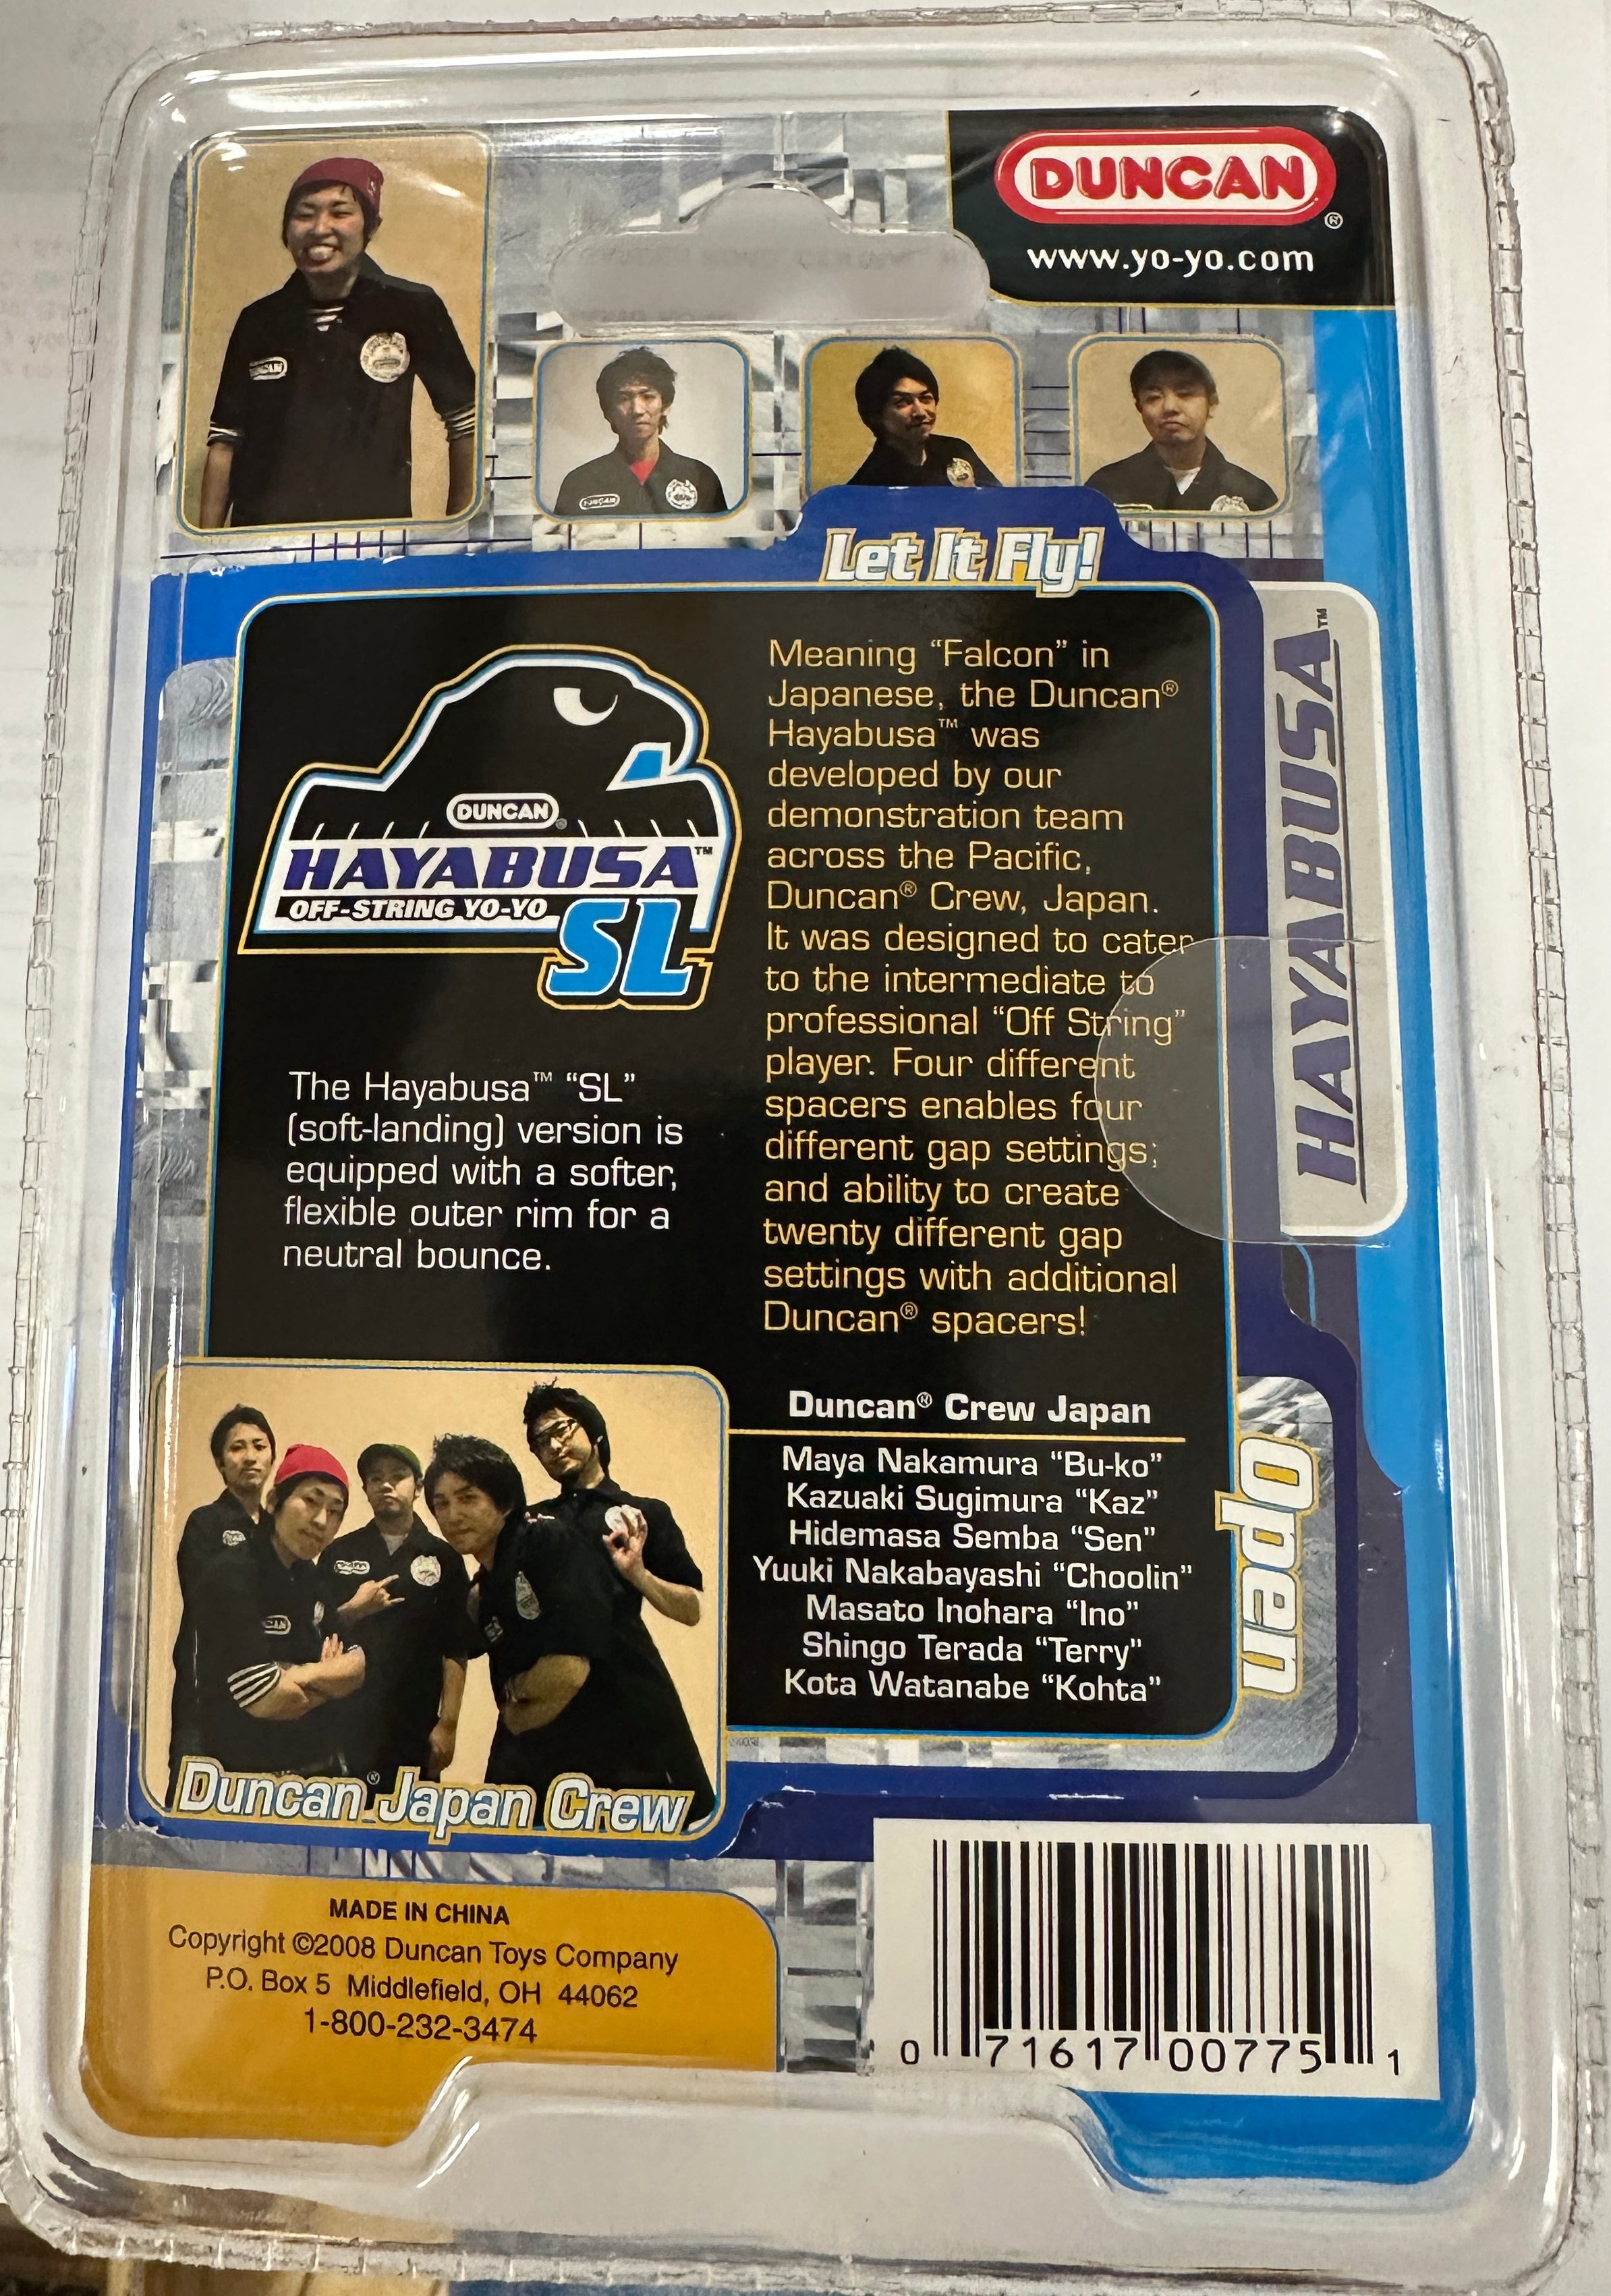 DUNCAN®
www.yo-yo.com
DUNCAN
DUNCAN
Let It Fly!
DUNCAN®
HAYABUSA™
OFF-STRING YO-YO
SL
The Hayabusa™ “SL”
(soft-landing) version is
equipped with a softer,
flexible outer rim for a
neutral bounce.
Meaning “Falcon” in
Japanese, the Duncan®
Hayabusa™ was
developed by our
demonstration team
across the Pacific,
Duncan® Crew, Japan.
It was designed to cater
to the intermediate to
professional “Off String”
player. Four different
spacers enables four
different gap settings;
and ability to create
twenty different gap
settings with additional
Duncan® spacers!
HAYABUSA™
Duncan® Crew Japan
Maya Nakamura “Bu-ko”
Kazuaki Sugimura “Kaz”
Hidemasa Semba “Sen”
Yuuki Nakabayashi “Choolin”
Masato Inohara “Ino”
Shingo Terada “Terry”
Kota Watanabe “Kohta”
Open
Duncan® Japan Crew
MADE IN CHINA
Copyright ©2008 Duncan Toys Company
P.O. Box 5 Middlefield, OH 44062
1-800-232-3474
0 71617 00775 1